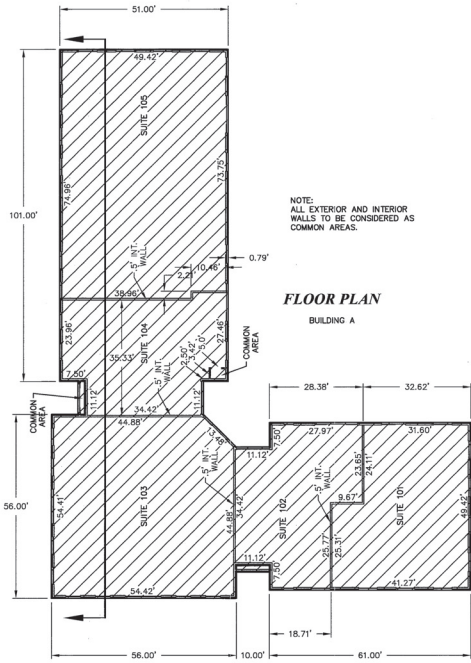 51.00'
49.42'
SUITE 105
74.96'
73.75'
101.00'
NOTE:
ALL EXTERIOR AND INTERIOR
WALLS TO BE CONSIDERED AS
COMMON AREAS.
.5' INT.
WALL
2.21'
10.46'
0.79'
38.96'
FLOOR PLAN
BUILDING A
23.96'
35.33'
SUITE 104
27.46'
2.50'
3.42'
5.0'
COMMON
AREA
7.50'
11.12'
.5' INT.
WALL
34.42'
11.12'
COMMON
AREA
44.88'
13.48'
28.38'
32.62'
7.50'
27.97'
31.60'
11.12'
56.00'
54.41'
SUITE 103
.5' INT.
WALL
44.88'
34.42'
SUITE 102
.5' INT.
WALL
23.65'
24.11'
9.67'
25.77'
25.31'
SUITE 101
49.42'
11.12'
7.50'
54.42'
41.27'
18.71'
56.00'
10.00'
61.00'